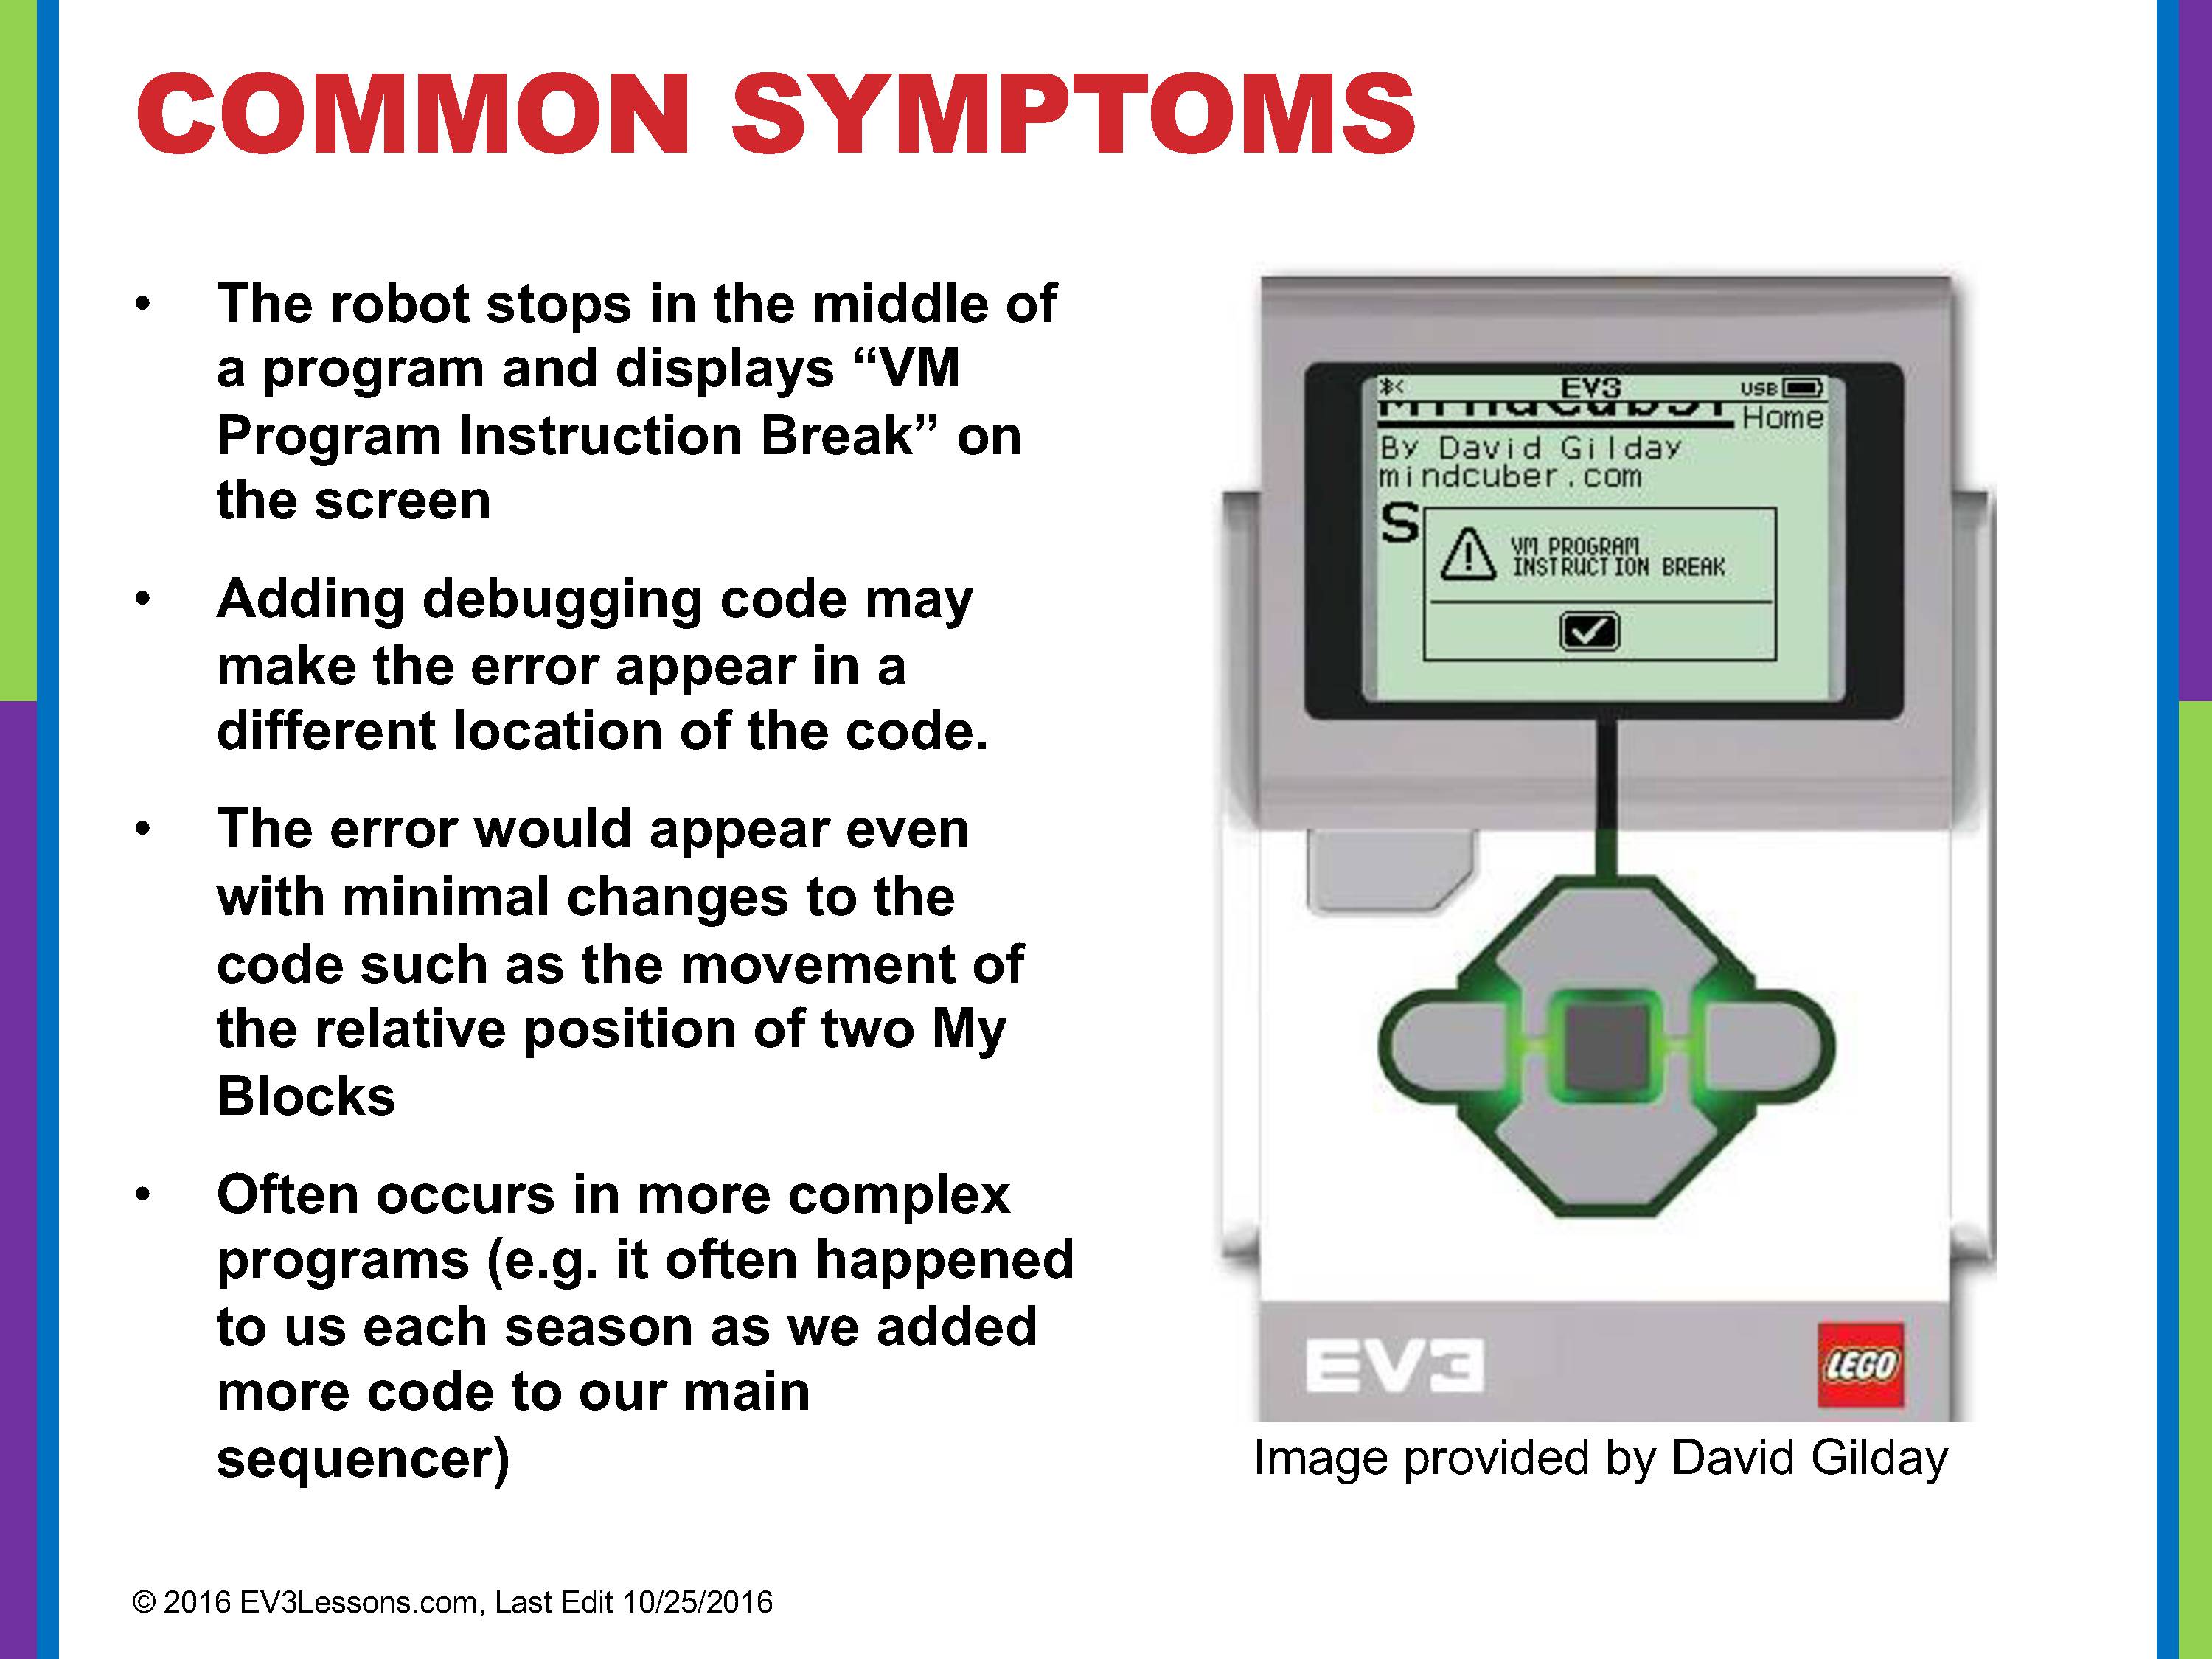 COMMON SYMPTOMS
• The robot stops in the middle of
a program and displays “VM
Program Instruction Break” on
the screen
• Adding debugging code may
make the error appear in a
different location of the code.
• The error would appear even
with minimal changes to the
code such as the movement of
the relative position of two My
Blocks
• Often occurs in more complex
programs (e.g. it often happened
to us each season as we added
more code to our main
sequencer)
EV3
USB
Home
By David Gilday
mindcuber.com
S
VM PROGRAM
INSTRUCTION BREAK
EV3
LEGO
Image provided by David Gilday
© 2016 EV3Lessons.com, Last Edit 10/25/2016